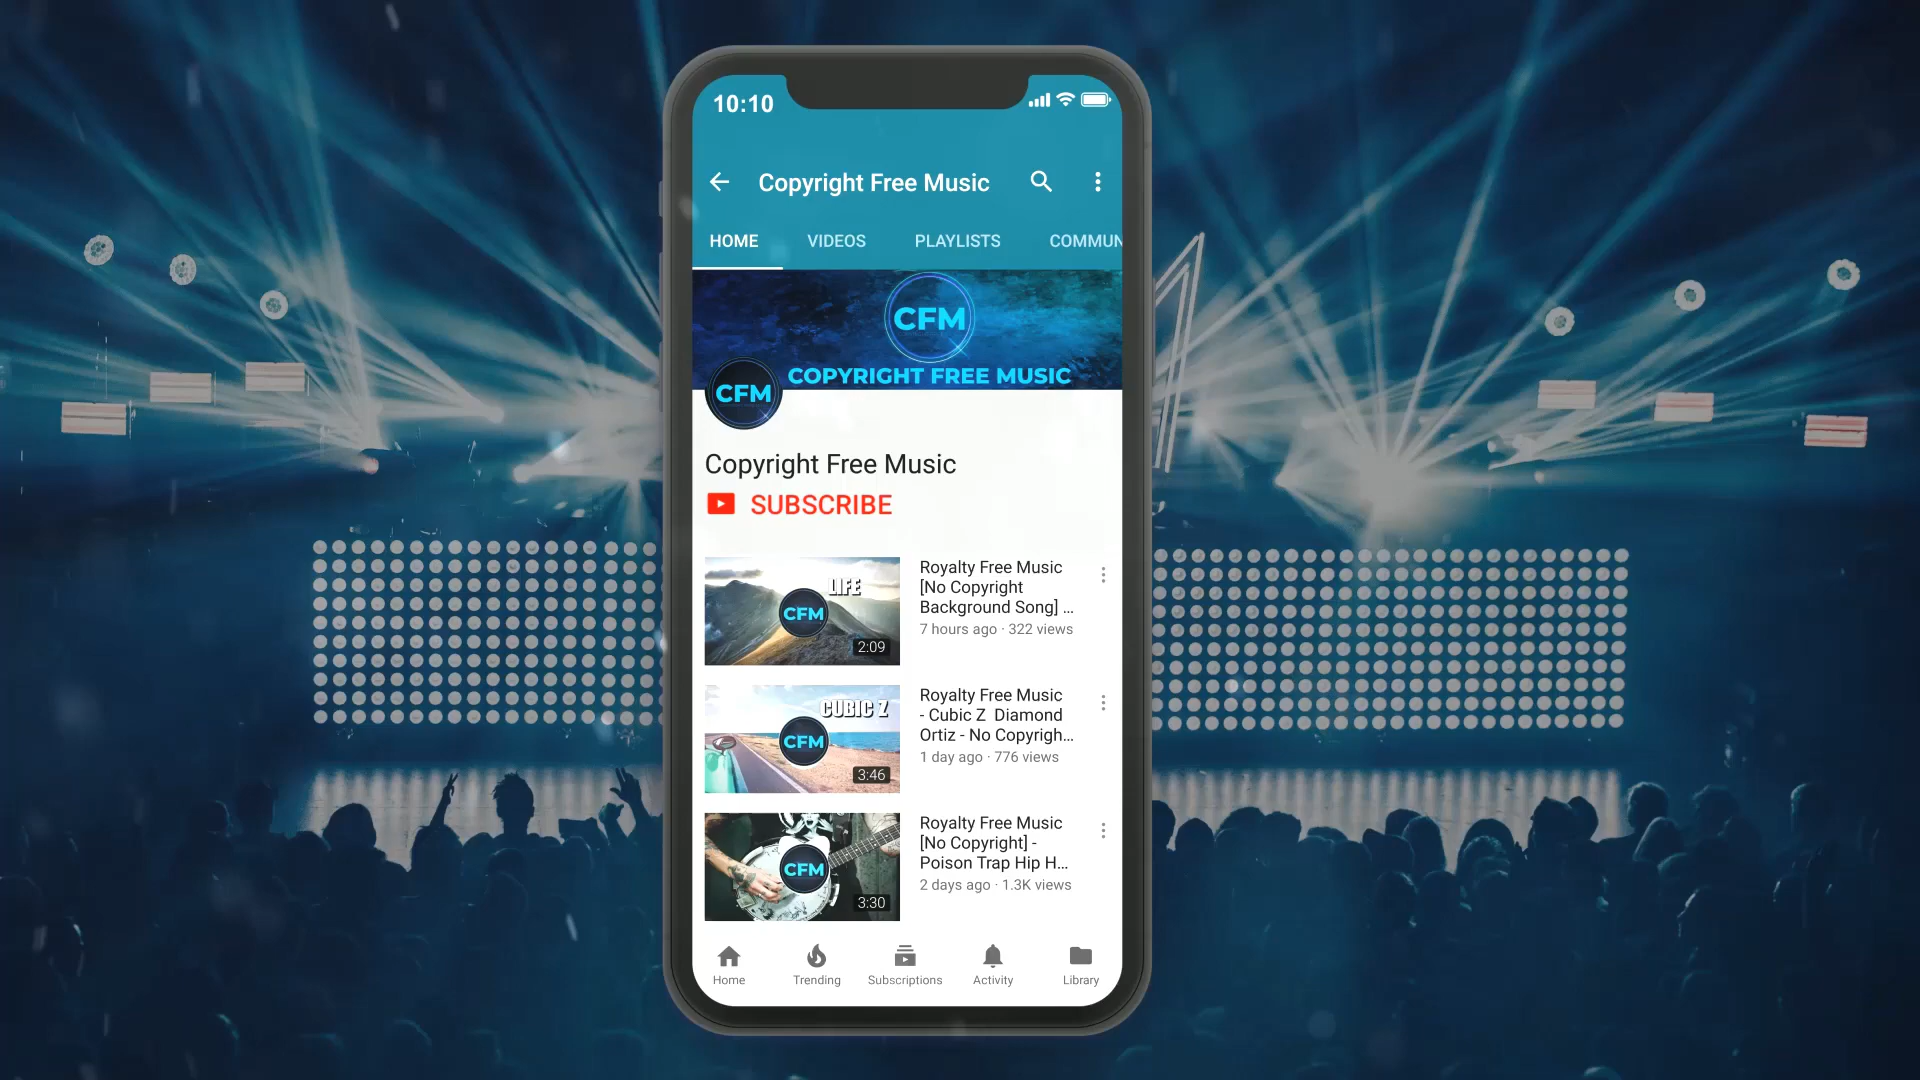 10:10
Copyright Free Music
HOME VIDEOS PLAYLISTS COMMUN
CFM
COPYRIGHT FREE MUSIC
CFM
Copyright Free Music
SUBSCRIBE
LIFE
CFM
2:09
Royalty Free Music
[No Copyright
Background Song] ...
7 hours ago · 322 views
CUBIC Z
CFM
3:46
Royalty Free Music
- Cubic Z Diamond
Ortiz - No Copyrigh...
1 day ago · 776 views
CFM
3:30
Royalty Free Music
[No Copyright] -
Poison Trap Hip H...
2 days ago · 1.3K views
Home Trending Subscriptions Activity Library